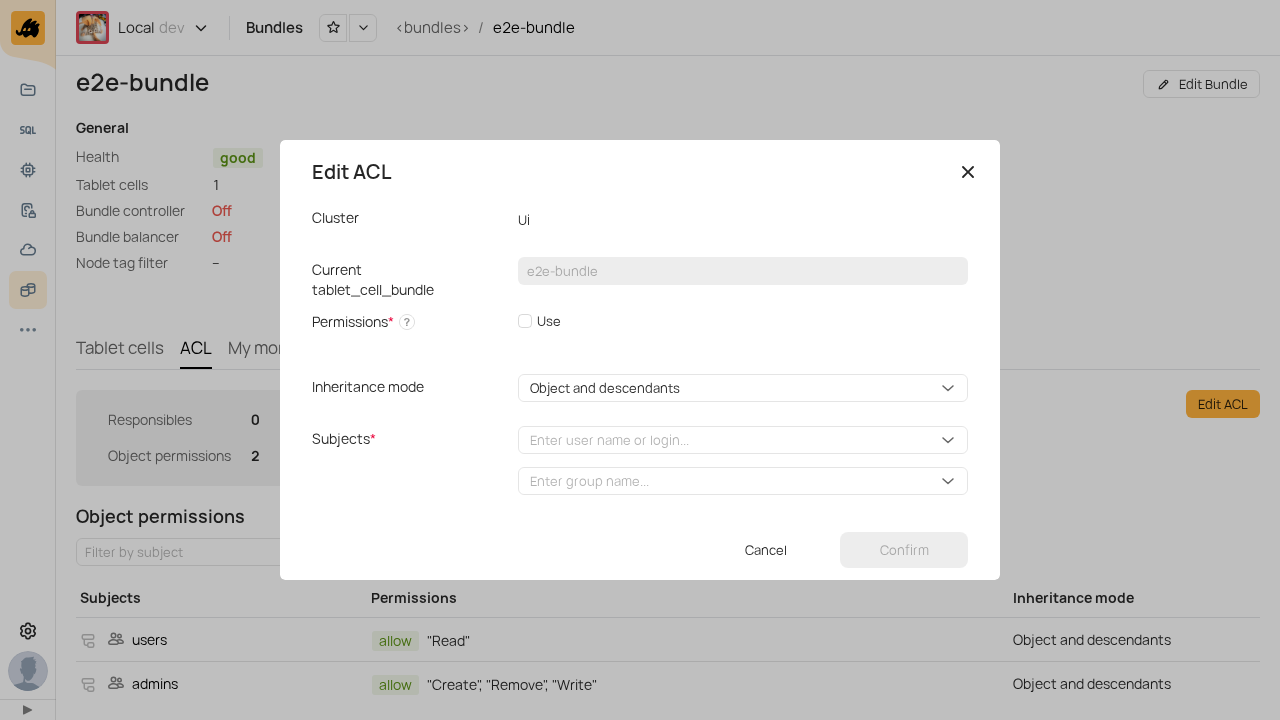 Local dev
Bundles
<bundles> / e2e-bundle
e2e-bundle
Edit Bundle
SQL
General
Health good
Tablet cells 1
Bundle controller Off
Bundle balancer Off
Node tag filter –
Tablet cells ACL My mon
Edit ACL
Responsibles 0
Object permissions 2
Object permissions
Filter by subject
Subjects Permissions Inheritance mode
users allow "Read" Object and descendants
admins allow "Create", "Remove", "Write" Object and descendants
Edit ACL
Cluster Ui
Current
tablet_cell_bundle
e2e-bundle
Permissions* ? Use
Inheritance mode Object and descendants
Subjects* Enter user name or login...
Enter group name...
Cancel Confirm